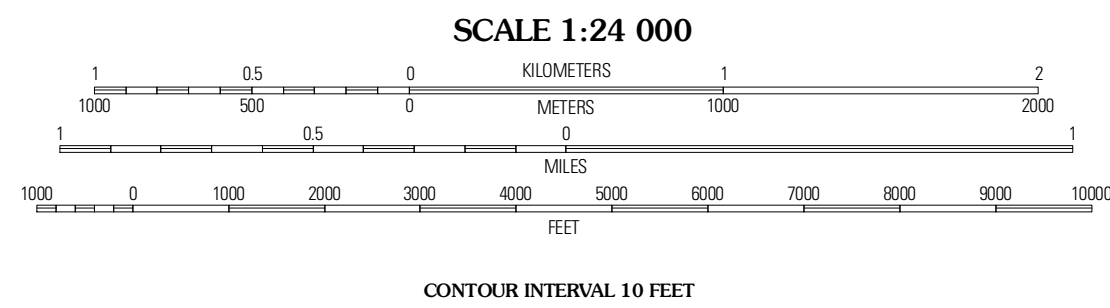 SCALE 1:24 000
1 0.5 0 KILOMETERS 1 2
1000 500 0 METERS 1000 2000
1 0.5 0 1
MILES
1000 0 1000 2000 3000 4000 5000 6000 7000 8000 9000 10000
FEET
CONTOUR INTERVAL 10 FEET